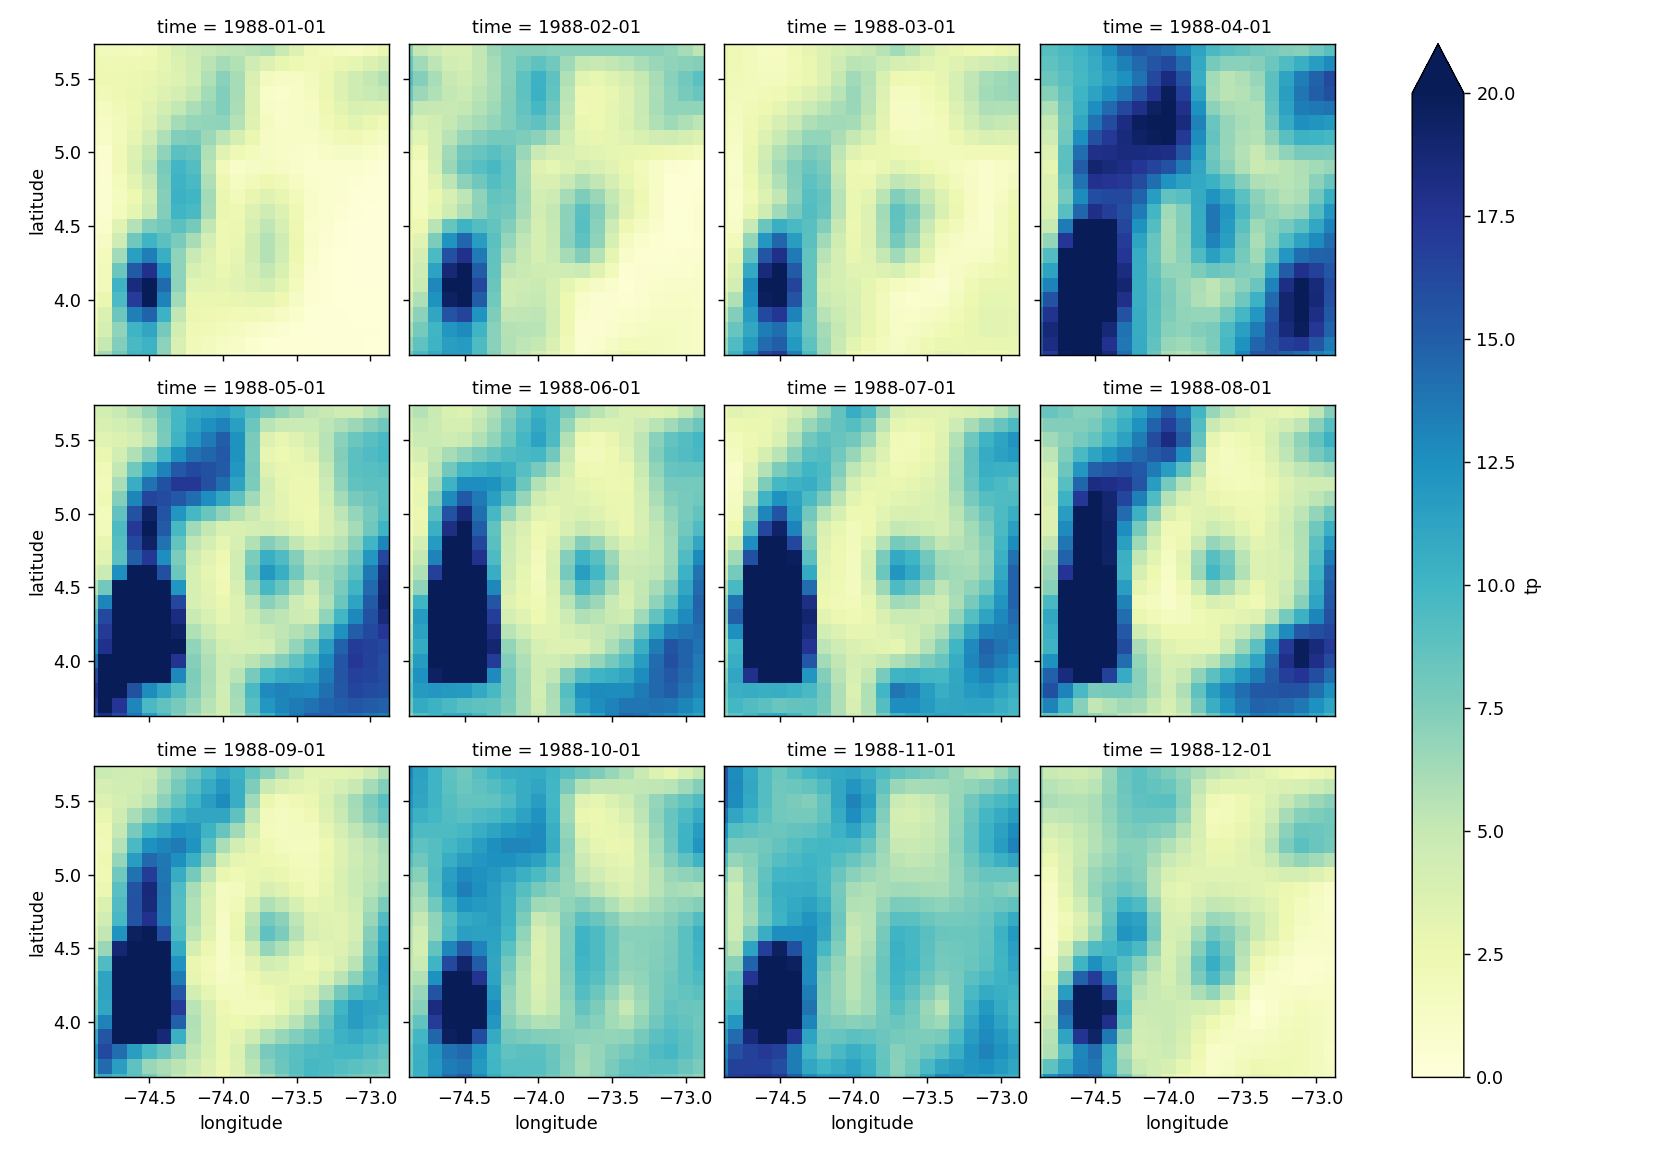 time = 1988-01-01
time = 1988-02-01
time = 1988-03-01
time = 1988-04-01
latitude
5.5
5.0
4.5
4.0
time = 1988-05-01
time = 1988-06-01
time = 1988-07-01
time = 1988-08-01
latitude
5.5
5.0
4.5
4.0
time = 1988-09-01
time = 1988-10-01
time = 1988-11-01
time = 1988-12-01
latitude
5.5
5.0
4.5
4.0
−74.5 −74.0 −73.5 −73.0
longitude
−74.5 −74.0 −73.5 −73.0
longitude
−74.5 −74.0 −73.5 −73.0
longitude
−74.5 −74.0 −73.5 −73.0
longitude
20.0
17.5
15.0
12.5
10.0
7.5
5.0
2.5
0.0
tp